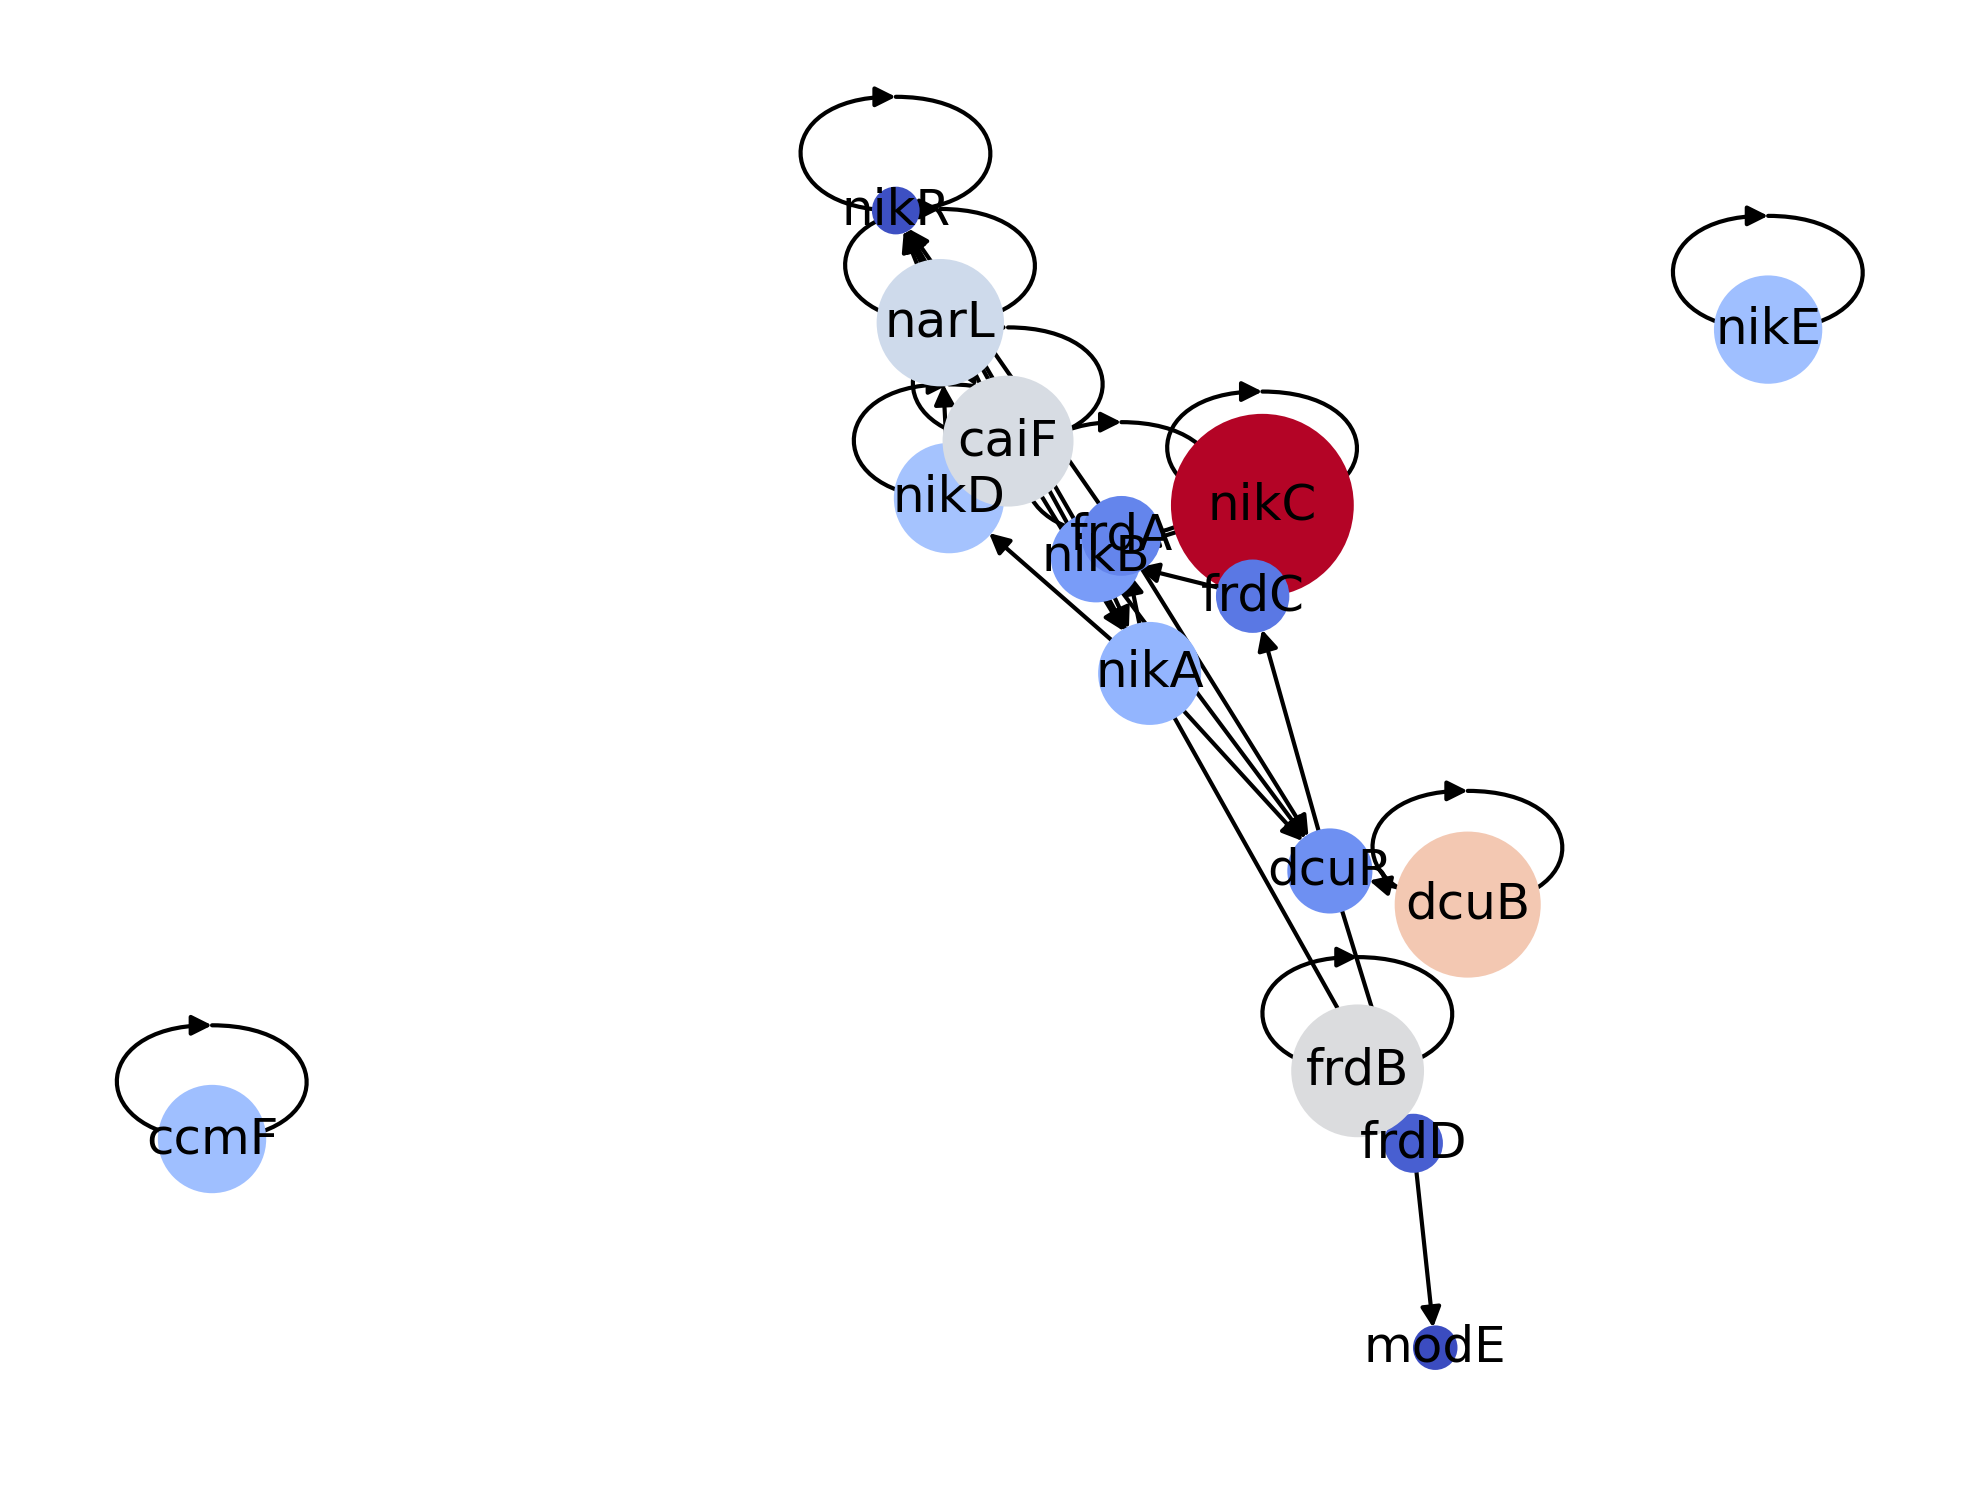 nikR
narL
nikE
caiF
nikD
nikC
frdA
nikB
frdC
nikA
dcuR
dcuB
frdB
ccmF
frdD
modE